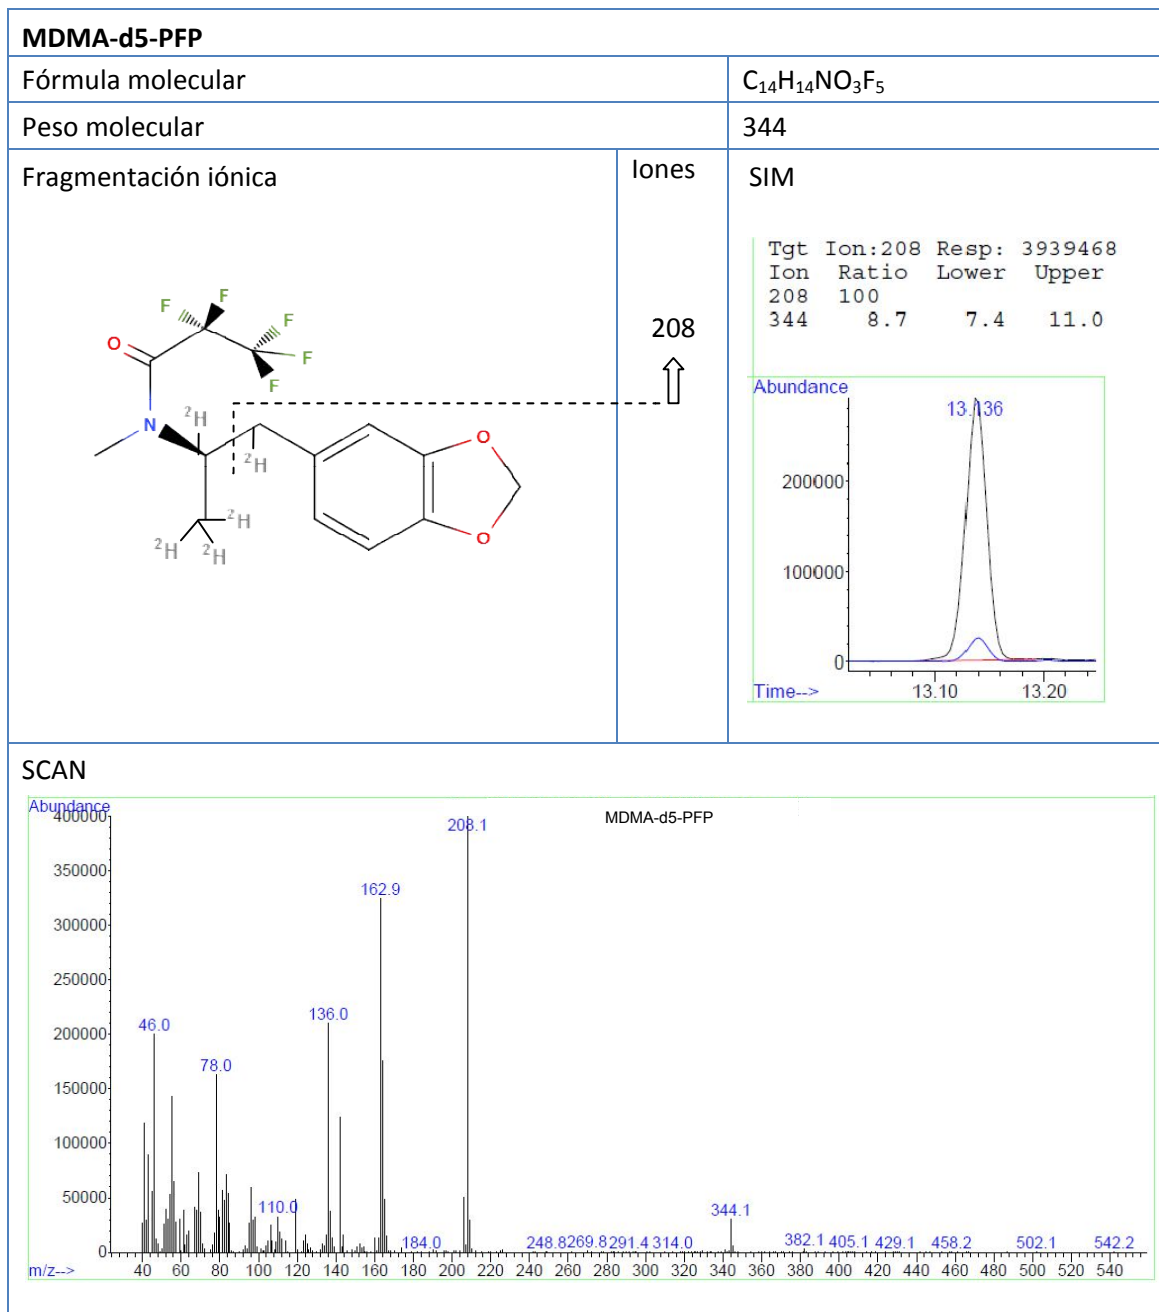 MDMA-d5-PFP
Fórmula molecular
C₁₄H₁₄NO₃F₅
Peso molecular
344
Fragmentación iónica
Iones
SIM
Tgt Ion:208 Resp: 3939468
Ion Ratio Lower Upper
208 100
344 8.7 7.4 11.0
208
F F F F F
O
N
²H
²H
²H
²H ²H
O
O
Abundance
13.136
200000
100000
0
Time-->
13.10 13.20
SCAN
Abundance
MDMA-d5-PFP
400000
350000
300000
250000
200000
150000
100000
50000
0
208.1
162.9
136.0
46.0
78.0
110.0
184.0
344.1
248.8 269.8 291.4 314.0
382.1 405.1 429.1 458.2 502.1 542.2
m/z-->
40 60 80 100 120 140 160 180 200 220 240 260 280 300 320 340 360 380 400 420 440 460 480 500 520 540